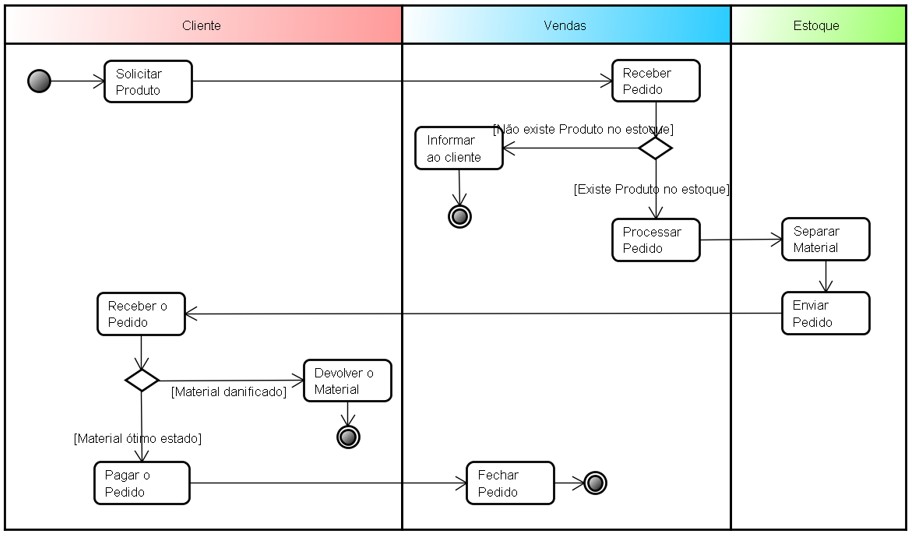 Cliente
Vendas
Estoque
Solicitar
Produto
Receber
Pedido
[Não existe Produto no estoque]
Informar
ao cliente
[Existe Produto no estoque]
Processar
Pedido
Separar
Material
Receber o
Pedido
Enviar
Pedido
Devolver o
Material
[Material danificado]
[Material ótimo estado]
Pagar o
Pedido
Fechar
Pedido